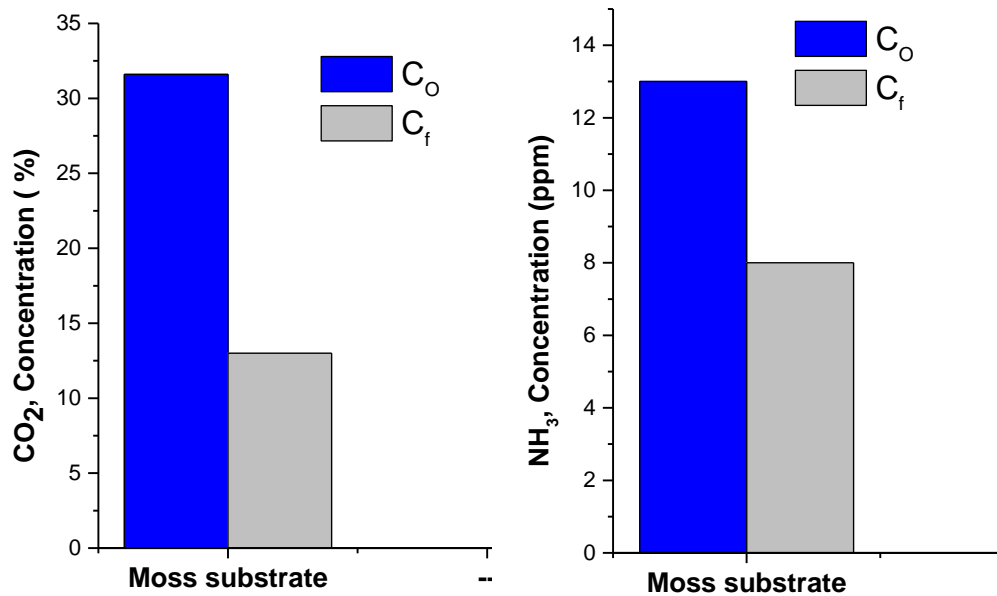 35
30
25
20
15
10
5
0
CO2, Concentration ( %)
CO
Cf
Moss substrate
--
14
12
10
8
6
4
2
0
NH3, Concentration (ppm)
CO
Cf
Moss substrate